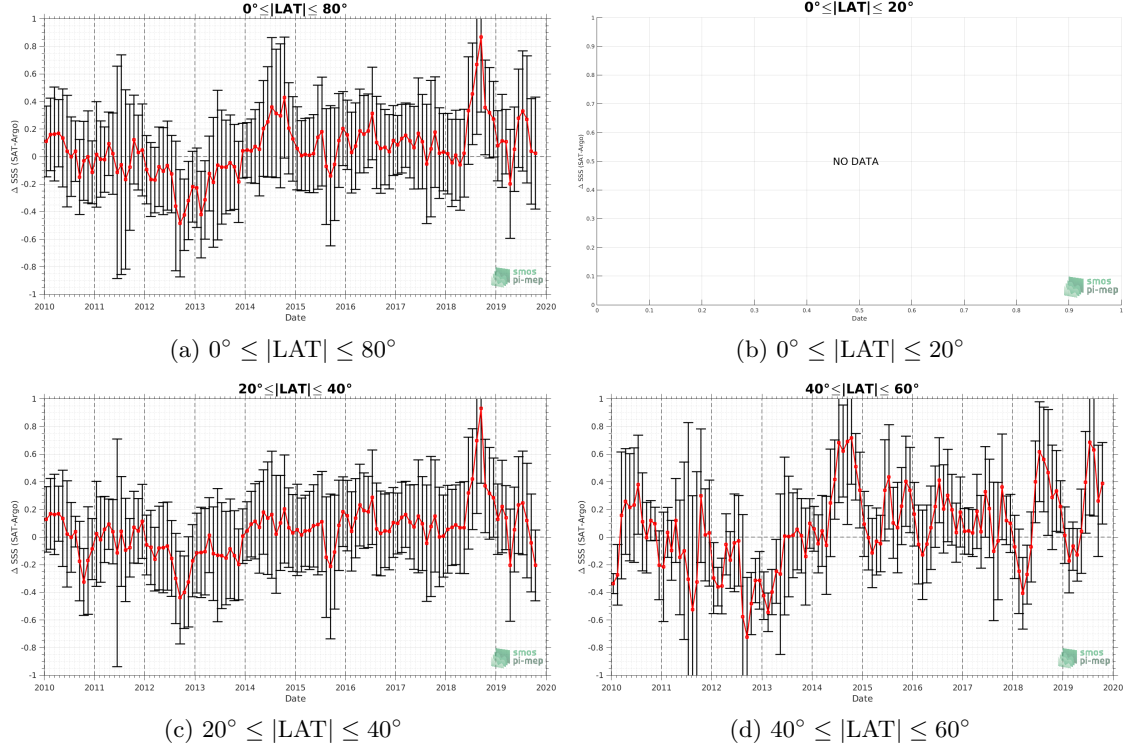 0°≤|LAT|≤ 80°
Δ SSS (SAT-Argo)
1
0.8
0.6
0.4
0.2
0
-0.2
-0.4
-0.6
-0.8
-1
2010 2011 2012 2013 2014 2015 2016 2017 2018 2019 2020
Date
smos
pi-mep
(a) 0° ≤ |LAT| ≤ 80°
0°≤|LAT|≤ 20°
Δ SSS (SAT-Argo)
1
0.9
0.8
0.7
0.6
0.5
0.4
0.3
0.2
0.1
0
NO DATA
0 0.1 0.2 0.3 0.4 0.5 0.6 0.7 0.8 0.9 1
Date
smos
pi-mep
(b) 0° ≤ |LAT| ≤ 20°
20°≤|LAT|≤ 40°
Δ SSS (SAT-Argo)
1
0.8
0.6
0.4
0.2
0
-0.2
-0.4
-0.6
-0.8
-1
2010 2011 2012 2013 2014 2015 2016 2017 2018 2019 2020
Date
smos
pi-mep
(c) 20° ≤ |LAT| ≤ 40°
40°≤|LAT|≤ 60°
Δ SSS (SAT-Argo)
1
0.8
0.6
0.4
0.2
0
-0.2
-0.4
-0.6
-0.8
-1
2010 2011 2012 2013 2014 2015 2016 2017 2018 2019 2020
Date
smos
pi-mep
(d) 40° ≤ |LAT| ≤ 60°